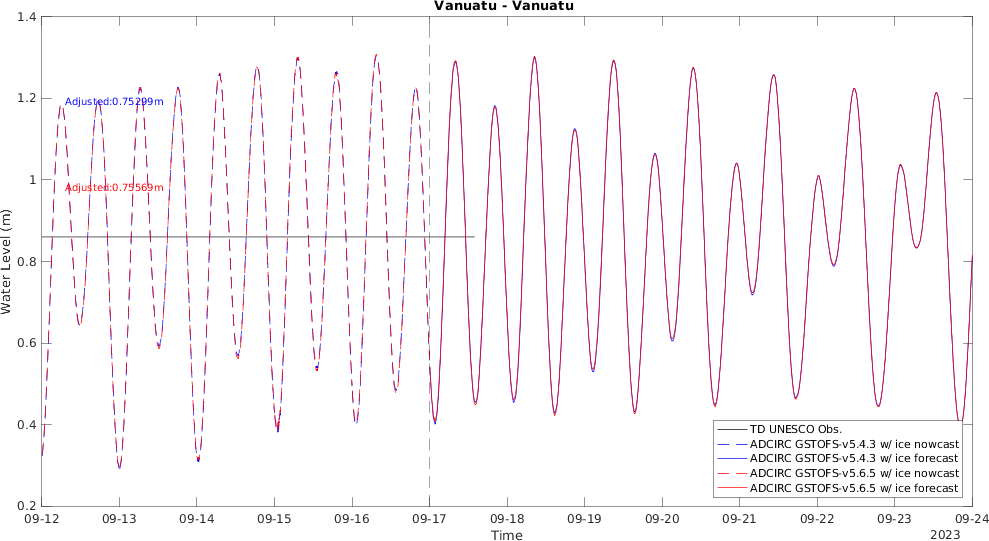 Vanuatu - Vanuatu
1.4
1.2
1
0.8
0.6
0.4
0.2
Water Level (m)
Adjusted:0.75299m
Adjusted:0.75569m
TD UNESCO Obs.
ADCIRC GSTOFS-v5.4.3 w/ ice nowcast
ADCIRC GSTOFS-v5.4.3 w/ ice forecast
ADCIRC GSTOFS-v5.6.5 w/ ice nowcast
ADCIRC GSTOFS-v5.6.5 w/ ice forecast
09-12 09-13 09-14 09-15 09-16 09-17 09-18 09-19 09-20 09-21 09-22 09-23 09-24
Time
2023